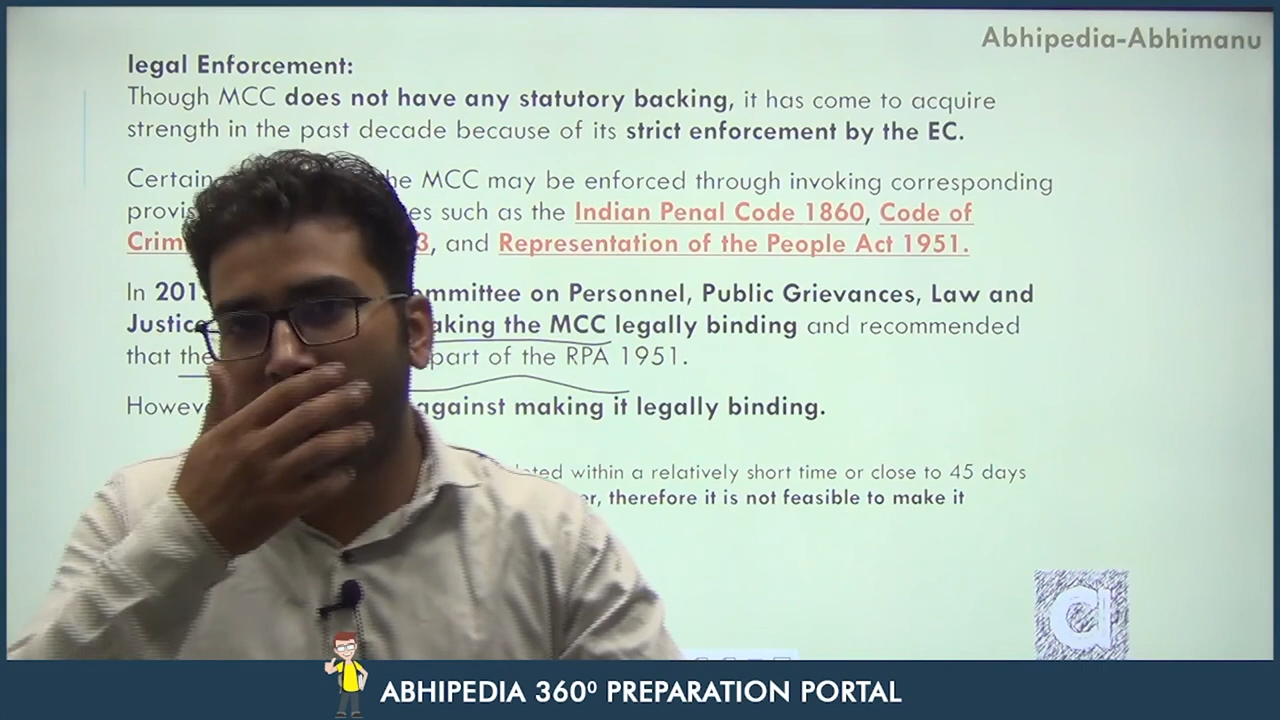 Abhipedia-Abhimanu
legal Enforcement:
Though MCC does not have any statutory backing, it has come to acquire
strength in the past decade because of its strict enforcement by the EC.
Certain he MCC may be enforced through invoking corresponding
provis es such as the Indian Penal Code 1860, Code of
Crim 3, and Representation of the People Act 1951.
In 201 ommittee on Personnel, Public Grievances, Law and
Justice aking the MCC legally binding and recommended
that the part of the RPA 1951.
Howev against making it legally binding.
within a relatively short time or close to 45 days
er, therefore it is not feasible to make it
a
ABHIPEDIA 360⁰ PREPARATION PORTAL